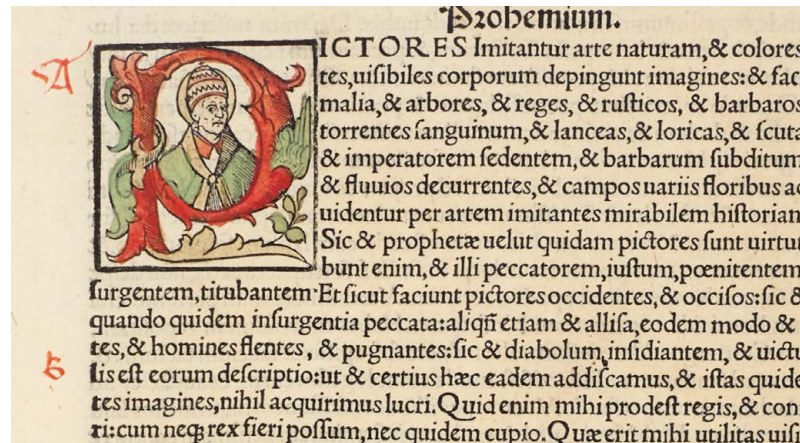 Prohemium.
A
PICTORES Imitantur arte naturam,& colores
tes,uiſibiles corporum depingunt imagines:& fac
malia,& arbores, & reges, & ruſticos, & barbaros
torrentes ſanguinum,& lanceas,& loricas,& ſcuta
& imperatorem ſedentem,& barbarum ſubditum
& fluuios decurrentes,& campos uariis floribus ac
uidentur per artem imitantes mirabilem hiſtoriam
Sic & prophetæ uelut quidam pictores ſunt uirtu
bunt enim,& illi peccatorem,iuſtum,pœnitentem
ſurgentem,titubantem·Et ſicut faciunt pictores occidentes,& occiſos:ſic &
quando quidem inſurgentia peccata:aliqñ etiam & alliſa,eodem modo &
tes,& homines flentes, & pugnantes:ſic & diabolum,inſidiantem, & uictu
B
lis eſt eorum deſcriptio:ut & certius hæc eadem addiſcamus,& iſtas quide
tes imagines,nihil acquirimus lucri.Quid enim mihi prodeſt regis,& con
ri:cum neqꝫ rex fieri poſſum,nec quidem cupio.Quæ erit mihi utilitas uiſi